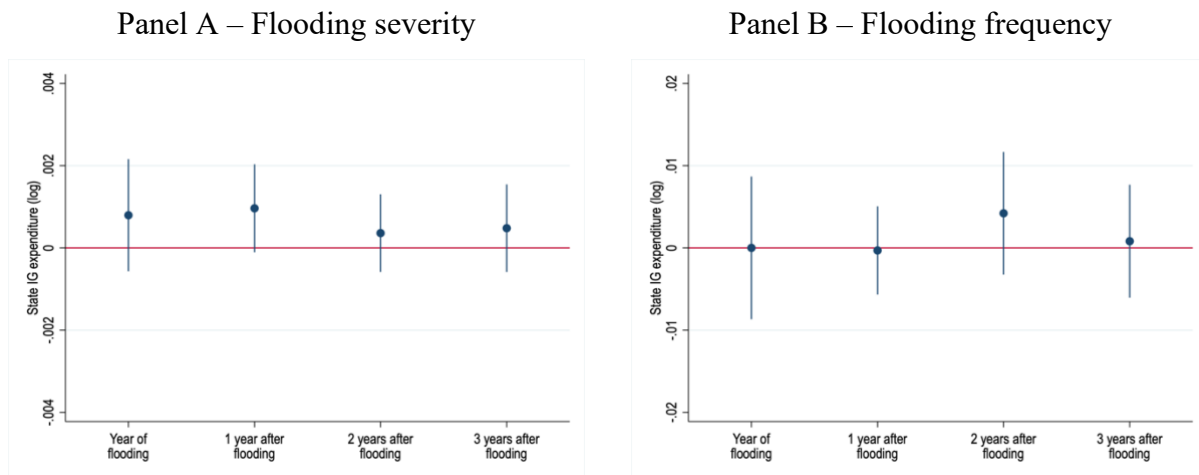 Panel A – Flooding severity
State IG expenditure (log)
.004
.002
0
-.002
-.004
Year of
flooding
1 year after
flooding
2 years after
flooding
3 years after
flooding
Panel B – Flooding frequency
State IG expenditure (log)
.02
.01
0
-.01
-.02
Year of
flooding
1 year after
flooding
2 years after
flooding
3 years after
flooding